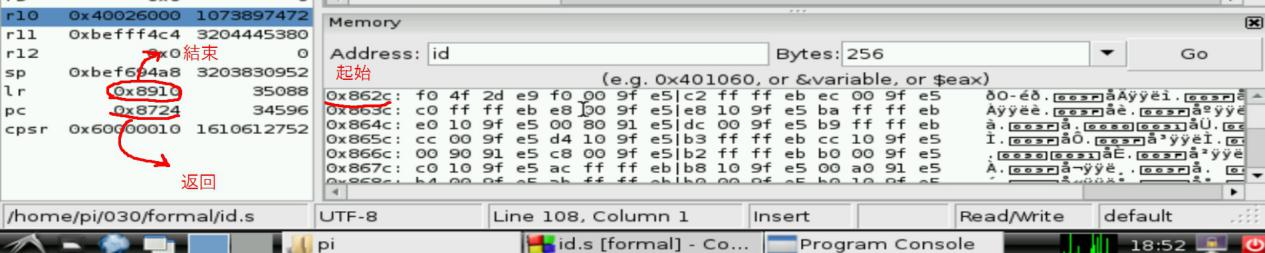 r10 0x40026000 1073897472
r11 0xbefff4c4 3204445380
r12 0x0 0
結束
sp 0xbef694a8 3203830952
lr 0x8910 35088
pc 0x8724 34596
cpsr 0x60000010 1610612752
返回
Memory
Address: id Bytes: 256 Go
起始
(e.g. 0x401060, or &variable, or $eax)
0x862c: f0 4f 2d e9 f0 00 9f e5|c2 ff ff eb ec 00 9f e5
0x863c: c0 ff ff eb e8 00 9f e5|e8 10 9f e5 ba ff ff eb
0x864c: e0 10 9f e5 00 80 91 e5|dc 00 9f e5 b9 ff ff eb
0x865c: cc 00 9f e5 d4 10 9f e5|b3 ff ff eb cc 10 9f e5
0x866c: 00 90 91 e5 c8 00 9f e5|b2 ff ff eb b0 00 9f e5
0x867c: c0 10 9f e5 ac ff ff eb|b8 10 9f e5 00 a0 91 e5
/home/pi/030/formal/id.s UTF-8 Line 108, Column 1 Insert Read/Write default
pi id.s [formal] - Co... Program Console 18:52